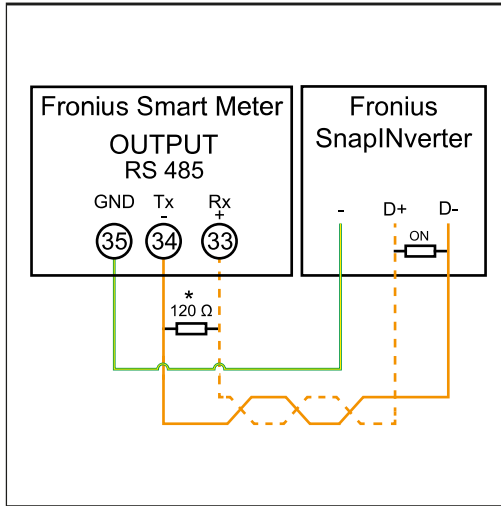 Fronius Smart Meter
OUTPUT
RS 485
GND Tx Rx
- +
35 34 33
*
120 Ω
Fronius
SnapINverter
- D+ D-
ON